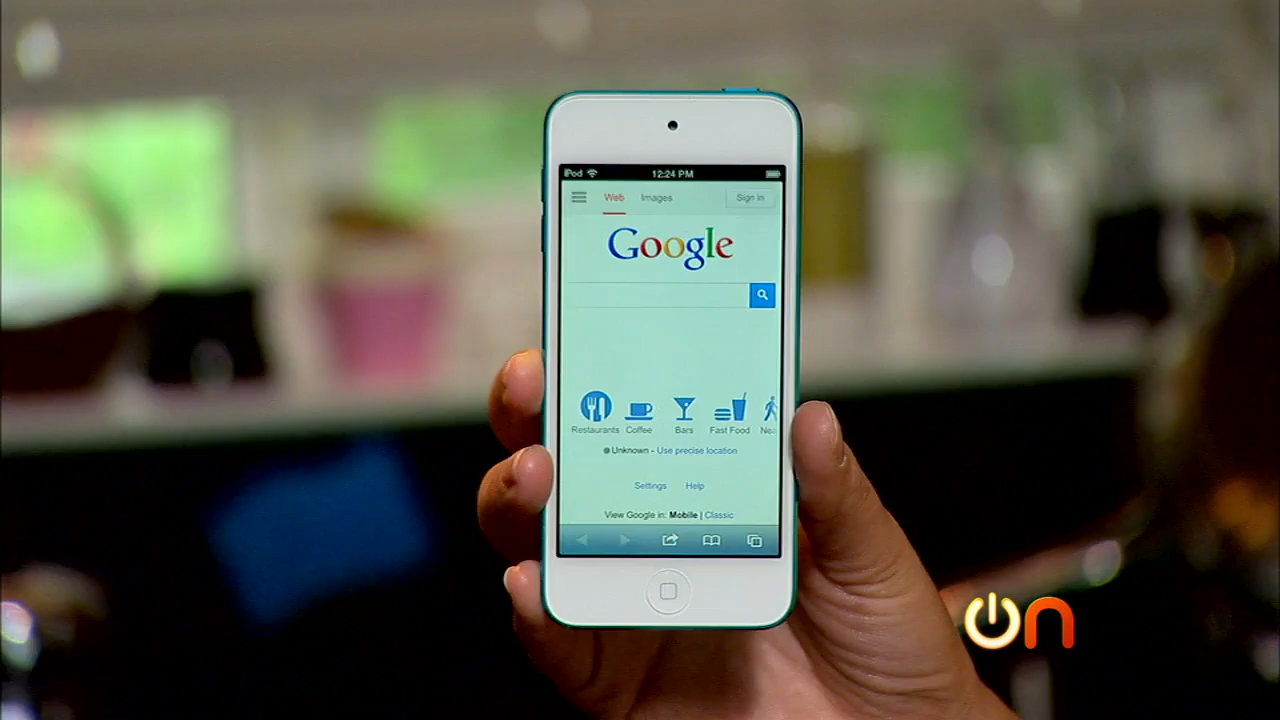 iPod 12:24 PM
Web Images Sign in
Google
Restaurants Coffee Bars Fast Food Nea
Unknown - Use precise location
Settings Help
View Google in: Mobile | Classic
on